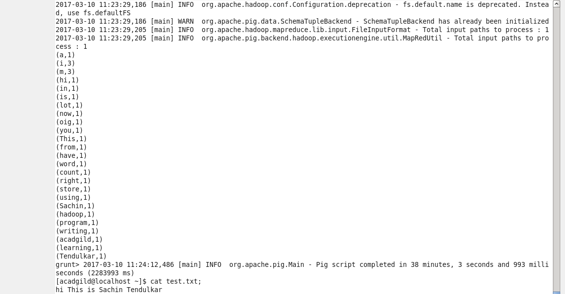 2017-03-10 11:23:29,186 [main] INFO  org.apache.hadoop.conf.Configuration.deprecation - fs.default.name is deprecated. Instea
d, use fs.defaultFS
2017-03-10 11:23:29,186 [main] WARN  org.apache.pig.data.SchemaTupleBackend - SchemaTupleBackend has already been initialized
2017-03-10 11:23:29,205 [main] INFO  org.apache.hadoop.mapreduce.lib.input.FileInputFormat - Total input paths to process : 1
2017-03-10 11:23:29,205 [main] INFO  org.apache.pig.backend.hadoop.executionengine.util.MapRedUtil - Total input paths to pro
cess : 1
(a,1)
(i,3)
(m,3)
(hi,1)
(in,1)
(is,1)
(lot,1)
(now,1)
(oig,1)
(you,1)
(This,1)
(from,1)
(have,1)
(word,1)
(count,1)
(right,1)
(store,1)
(using,1)
(Sachin,1)
(hadoop,1)
(program,1)
(writing,1)
(acadgild,1)
(learning,1)
(Tendulkar,1)
grunt> 2017-03-10 11:24:12,486 [main] INFO  org.apache.pig.Main - Pig script completed in 38 minutes, 3 seconds and 993 milli
seconds (2283993 ms)
[acadgild@localhost ~]$ cat test.txt;
hi This is Sachin Tendulkar